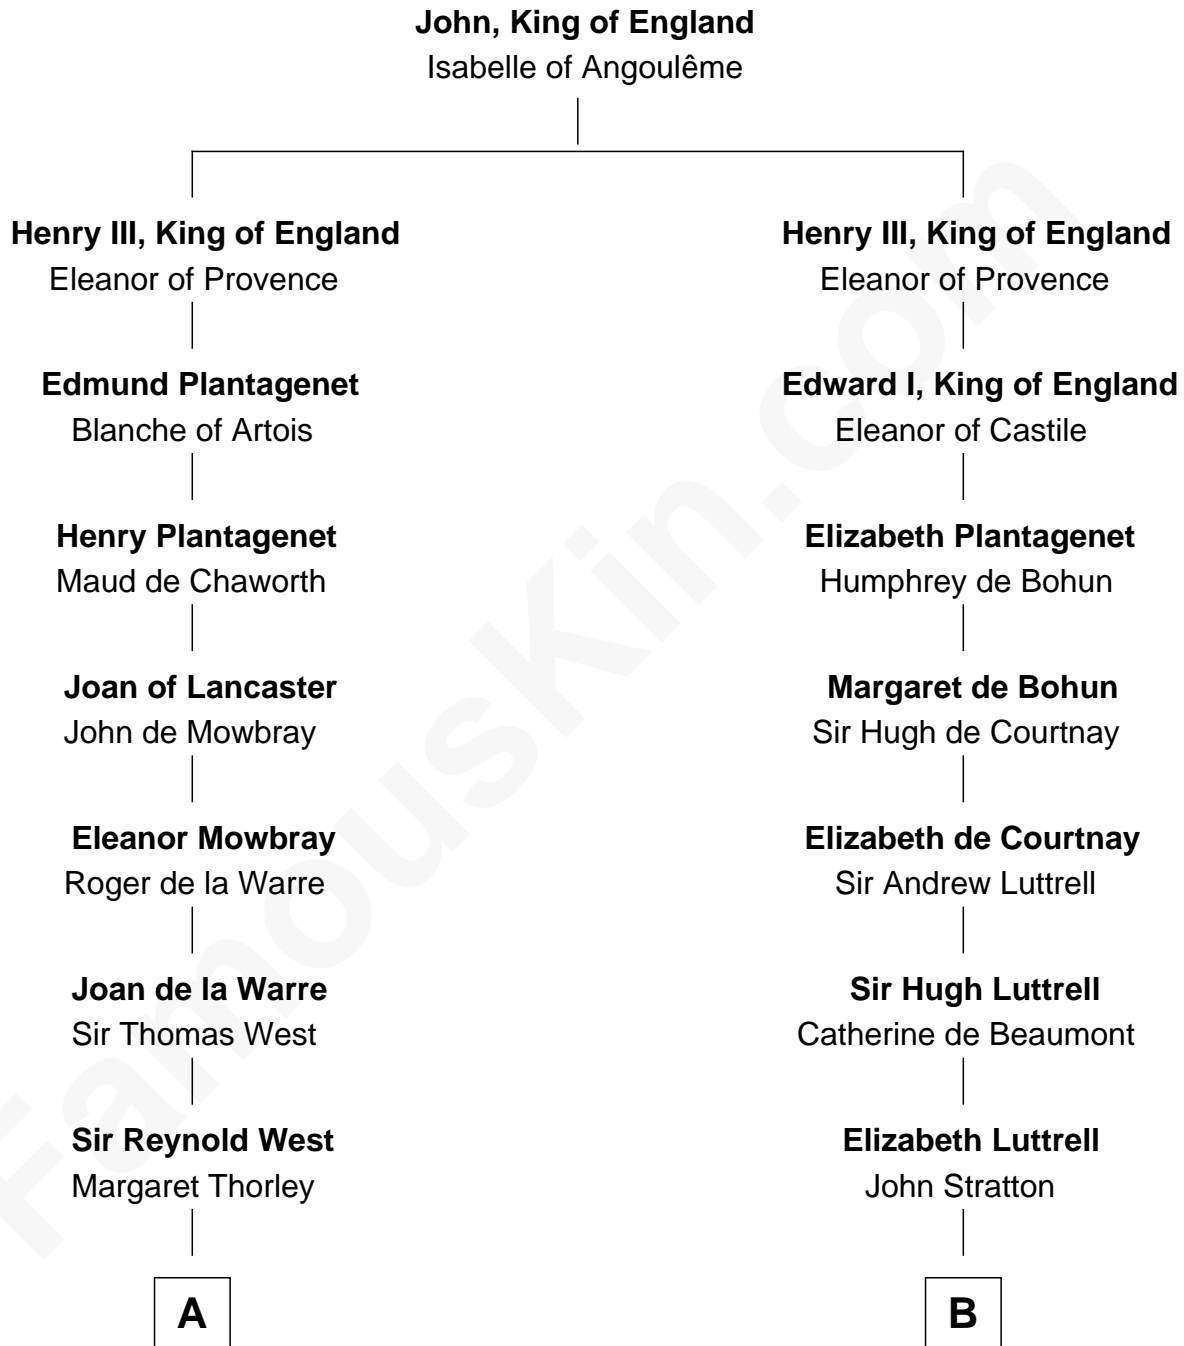 John, King of England
Isabelle of Angoulême
Henry III, King of England
Eleanor of Provence
Edmund Plantagenet
Blanche of Artois
Henry Plantagenet
Maud de Chaworth
Joan of Lancaster
John de Mowbray
Eleanor Mowbray
Roger de la Warre
Joan de la Warre
Sir Thomas West
Sir Reynold West
Margaret Thorley
A
Henry III, King of England
Eleanor of Provence
Edward I, King of England
Eleanor of Castile
Elizabeth Plantagenet
Humphrey de Bohun
Margaret de Bohun
Sir Hugh de Courtnay
Elizabeth de Courtnay
Sir Andrew Luttrell
Sir Hugh Luttrell
Catherine de Beaumont
Elizabeth Luttrell
John Stratton
B
FamousKin.com